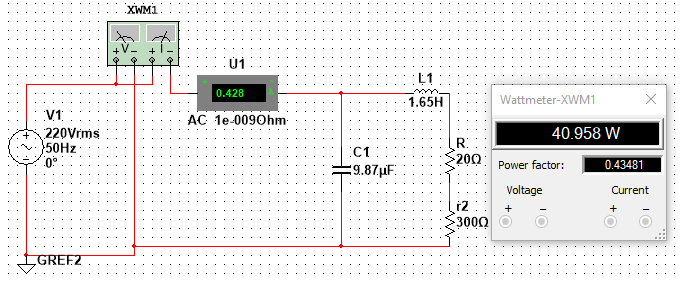 XWM1
V
I
+ − + −
U1
+ −
0.428 A
AC 1e-009Ohm
V1
220Vrms
50Hz
0°
C1
9.87µF
L1
1.65H
R
20Ω
r2
300Ω
GREF2
Wattmeter-XWM1
40.958 W
Power factor: 0.43481
Voltage Current
+ − + −